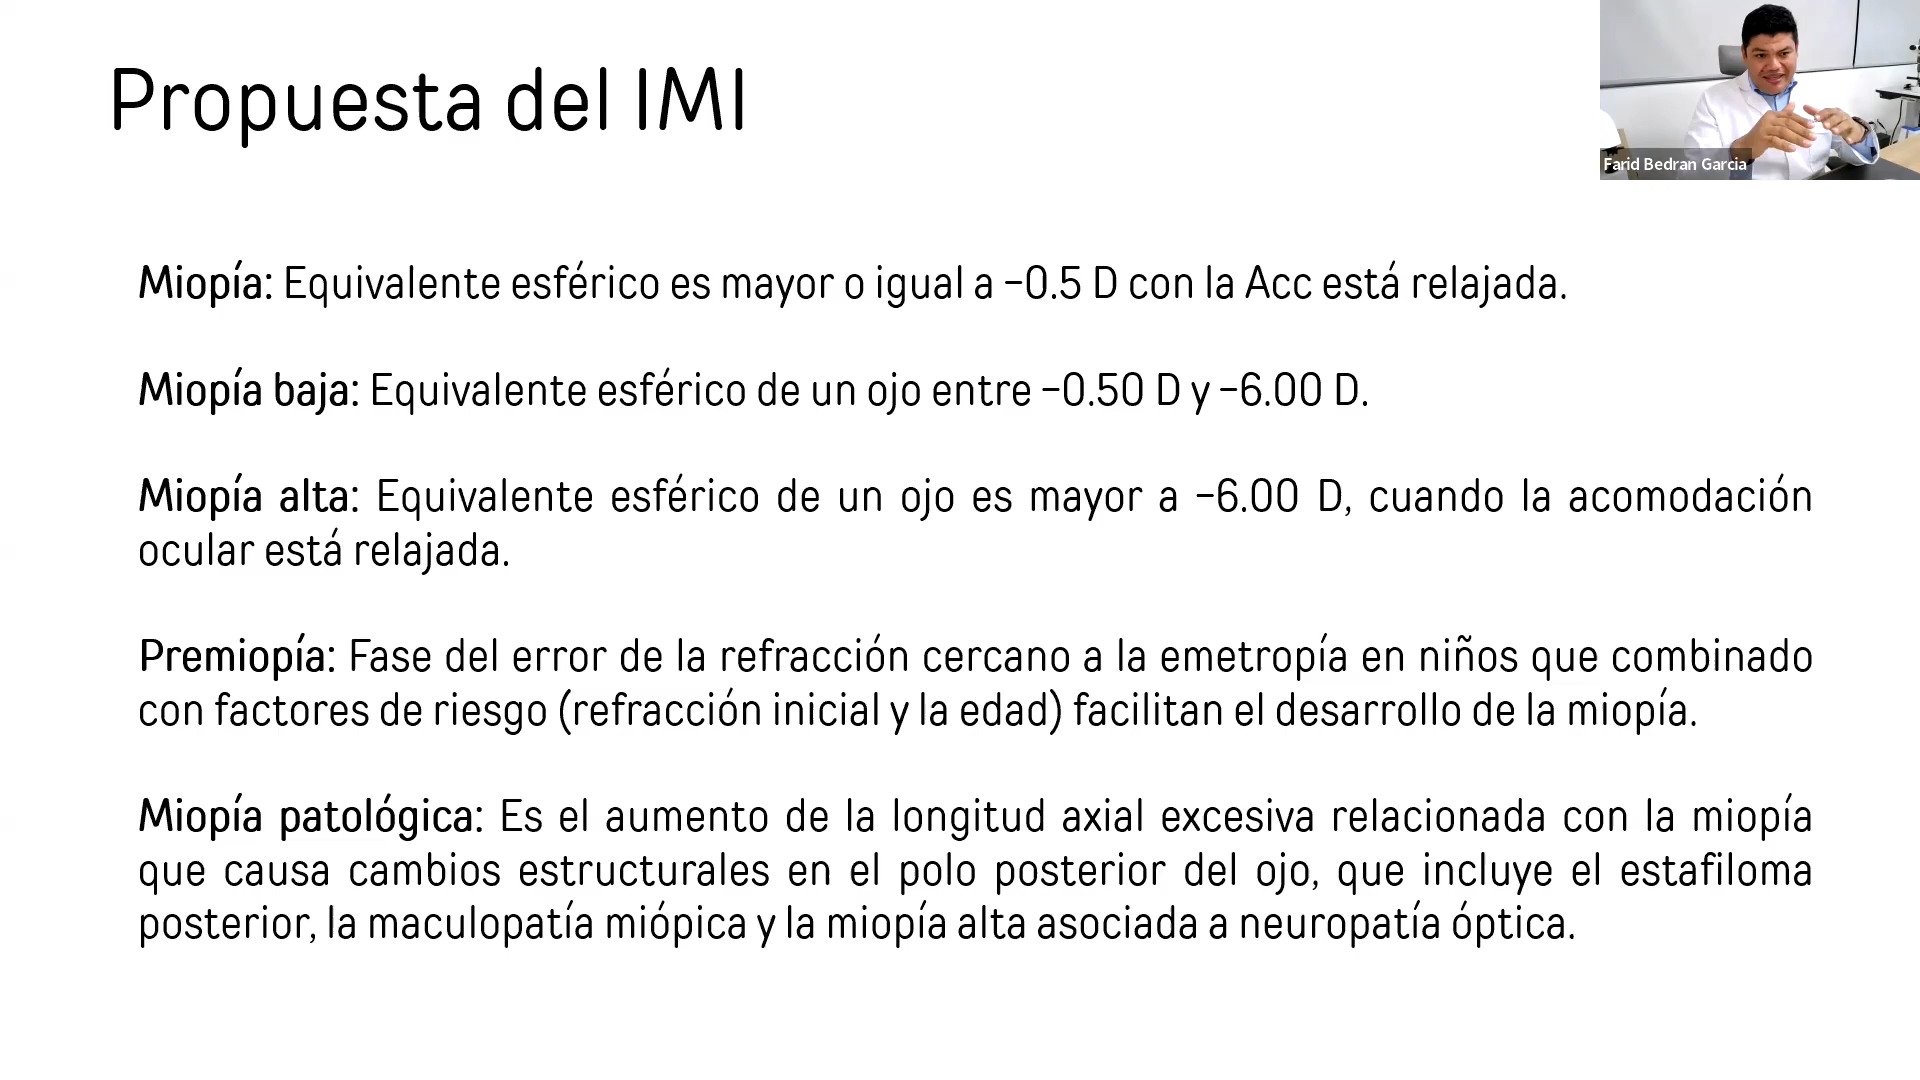 Propuesta del IMI
Farid Bedran Garcia
Miopía: Equivalente esférico es mayor o igual a −0.5 D con la Acc está relajada.
Miopía baja: Equivalente esférico de un ojo entre −0.50 D y −6.00 D.
Miopía alta: Equivalente esférico de un ojo es mayor a −6.00 D, cuando la acomodación
ocular está relajada.
Premiopía: Fase del error de la refracción cercano a la emetropía en niños que combinado
con factores de riesgo (refracción inicial y la edad) facilitan el desarrollo de la miopía.
Miopía patológica: Es el aumento de la longitud axial excesiva relacionada con la miopía
que causa cambios estructurales en el polo posterior del ojo, que incluye el estafiloma
posterior, la maculopatía miópica y la miopía alta asociada a neuropatía óptica.